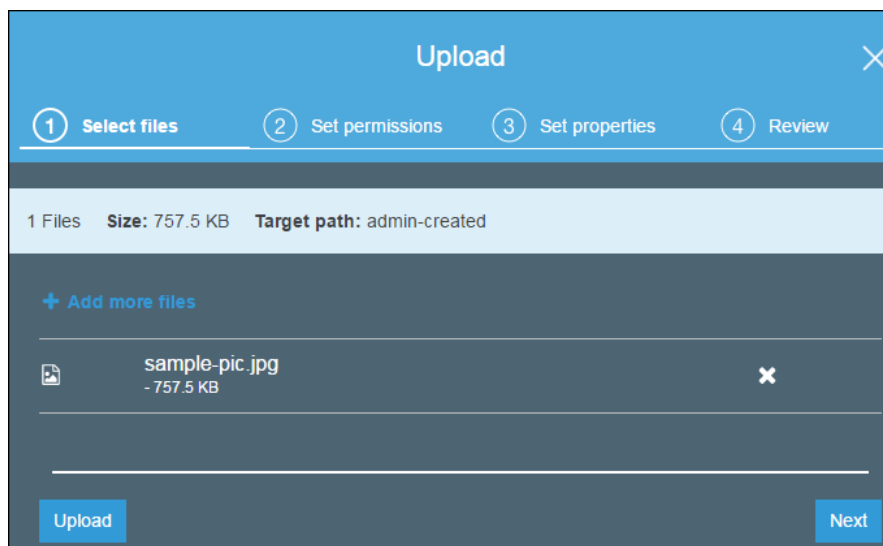 Upload
1 Select files 2 Set permissions 3 Set properties 4 Review
1 Files Size: 757.5 KB Target path: admin-created
Add more files
sample-pic.jpg
- 757.5 KB
Upload Next